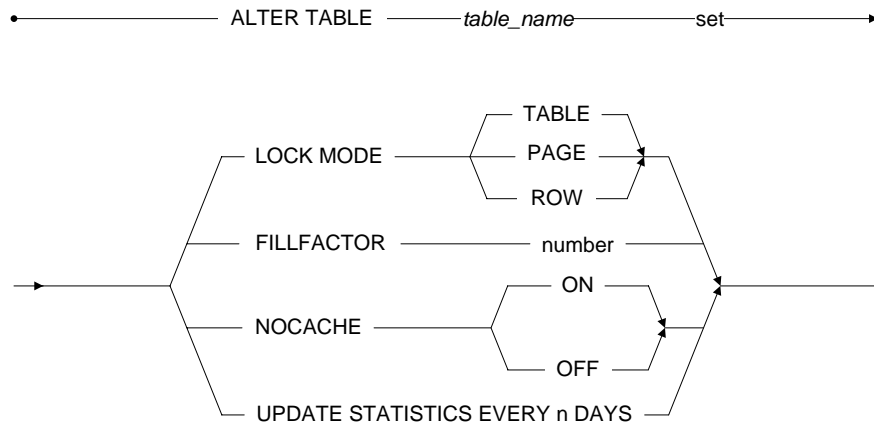 ALTER TABLE table_name set
TABLE
LOCK MODE PAGE
ROW
FILLFACTOR number
ON
NOCACHE
OFF
UPDATE STATISTICS EVERY n DAYS